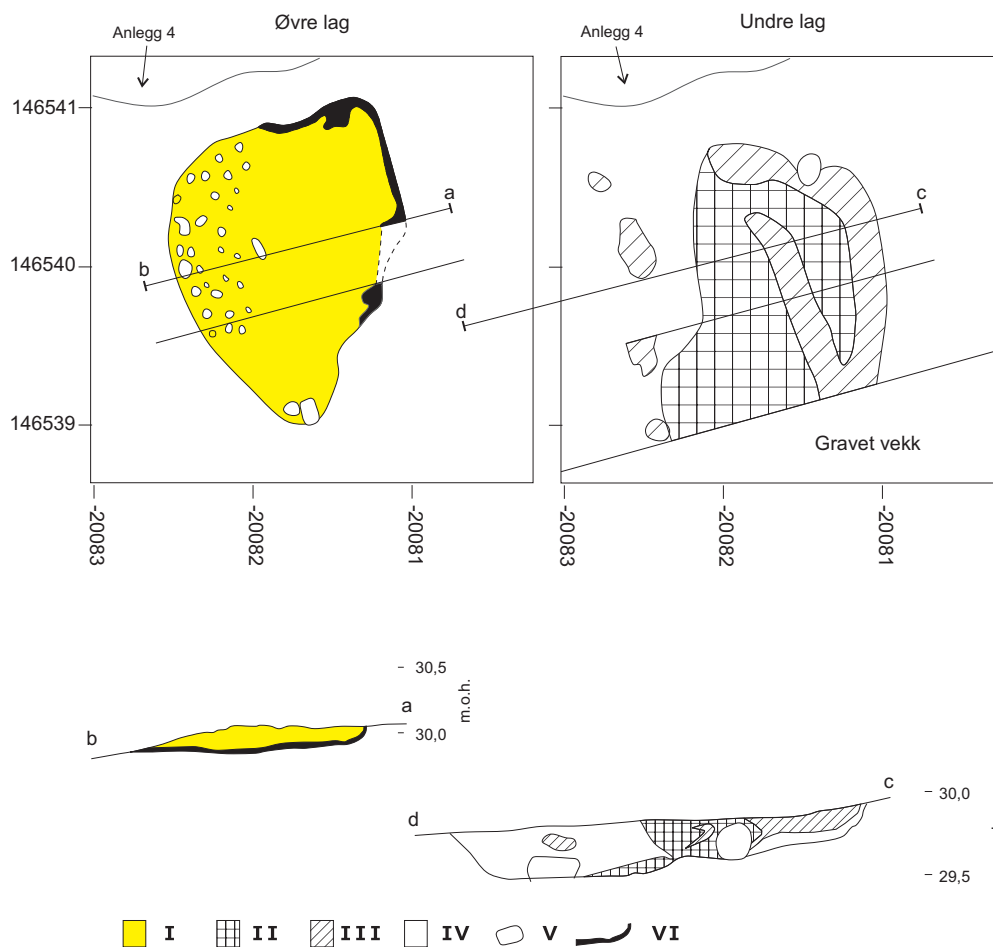 Øvre lag
Undre lag
Anlegg 4
Anlegg 4
146541
146540
146539
a
b
c
d
Gravet vekk
-20083
-20082
-20081
-20083
-20082
-20081
30,5
30,0
m.o.h.
a
b
c
d
30,0
29,5
I II III IV V VI